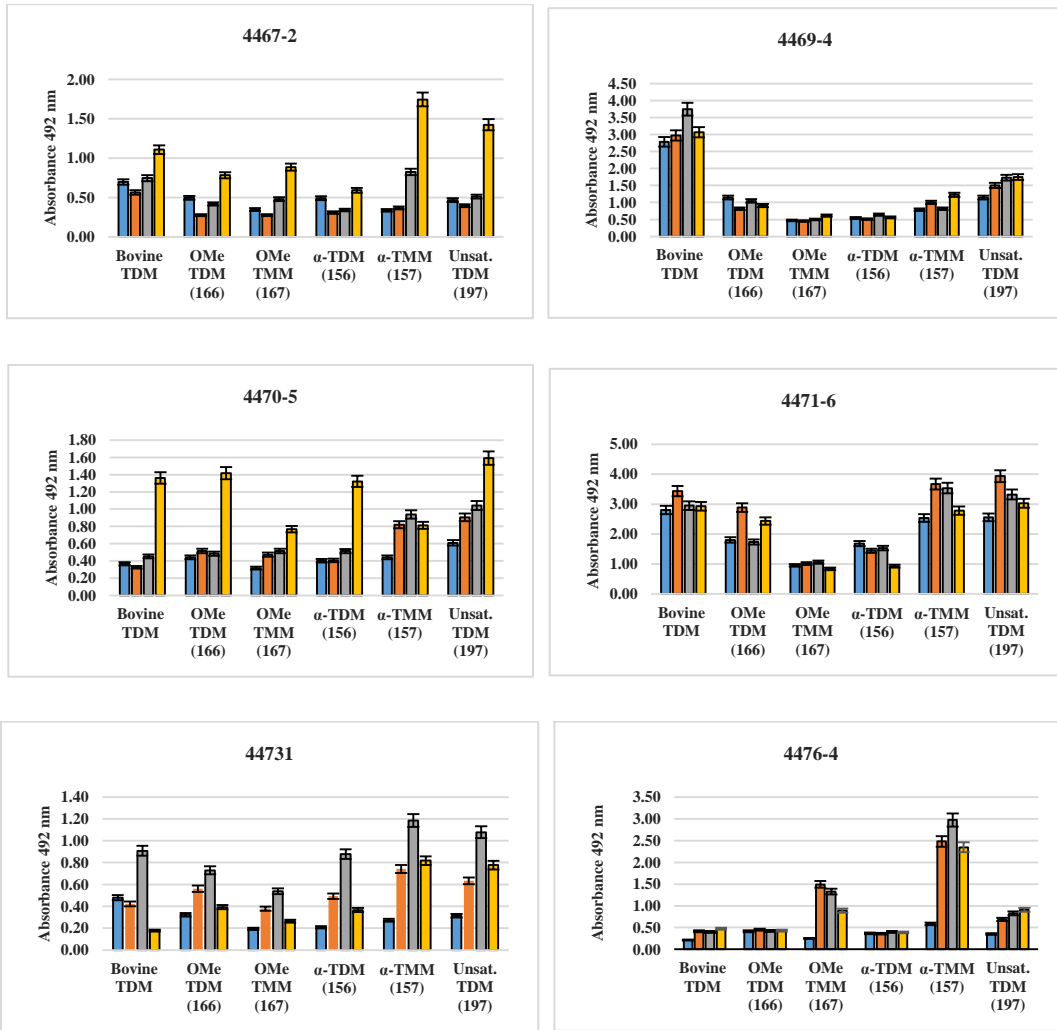 4467-2
Absorbance 492 nm
2.00
1.50
1.00
0.50
0.00
Bovine OMe OMe α-TDM α-TMM Unsat.
TDM TDM TMM (156) (157) TDM
(166) (167) (197)
4469-4
Absorbance 492 nm
4.50
4.00
3.50
3.00
2.50
2.00
1.50
1.00
0.50
0.00
Bovine OMe OMe α-TDM α-TMM Unsat.
TDM TDM TMM (156) (157) TDM
(166) (167) (197)
4470-5
Absorbance 492 nm
1.80
1.60
1.40
1.20
1.00
0.80
0.60
0.40
0.20
0.00
Bovine OMe OMe α-TDM α-TMM Unsat.
TDM TDM TMM (156) (157) TDM
(166) (167) (197)
4471-6
Absorbance 492 nm
5.00
4.00
3.00
2.00
1.00
0.00
Bovine OMe OMe α-TDM α-TMM Unsat.
TDM TDM TMM (156) (157) TDM
(166) (167) (197)
44731
Absorbance 492 nm
1.40
1.20
1.00
0.80
0.60
0.40
0.20
0.00
Bovine OMe OMe α-TDM α-TMM Unsat.
TDM TDM TMM (156) (157) TDM
(166) (167) (197)
4476-4
Absorbance 492 nm
3.50
3.00
2.50
2.00
1.50
1.00
0.50
0.00
Bovine OMe OMe α-TDM α-TMM Unsat.
TDM TDM TMM (156) (157) TDM
(166) (167) (197)